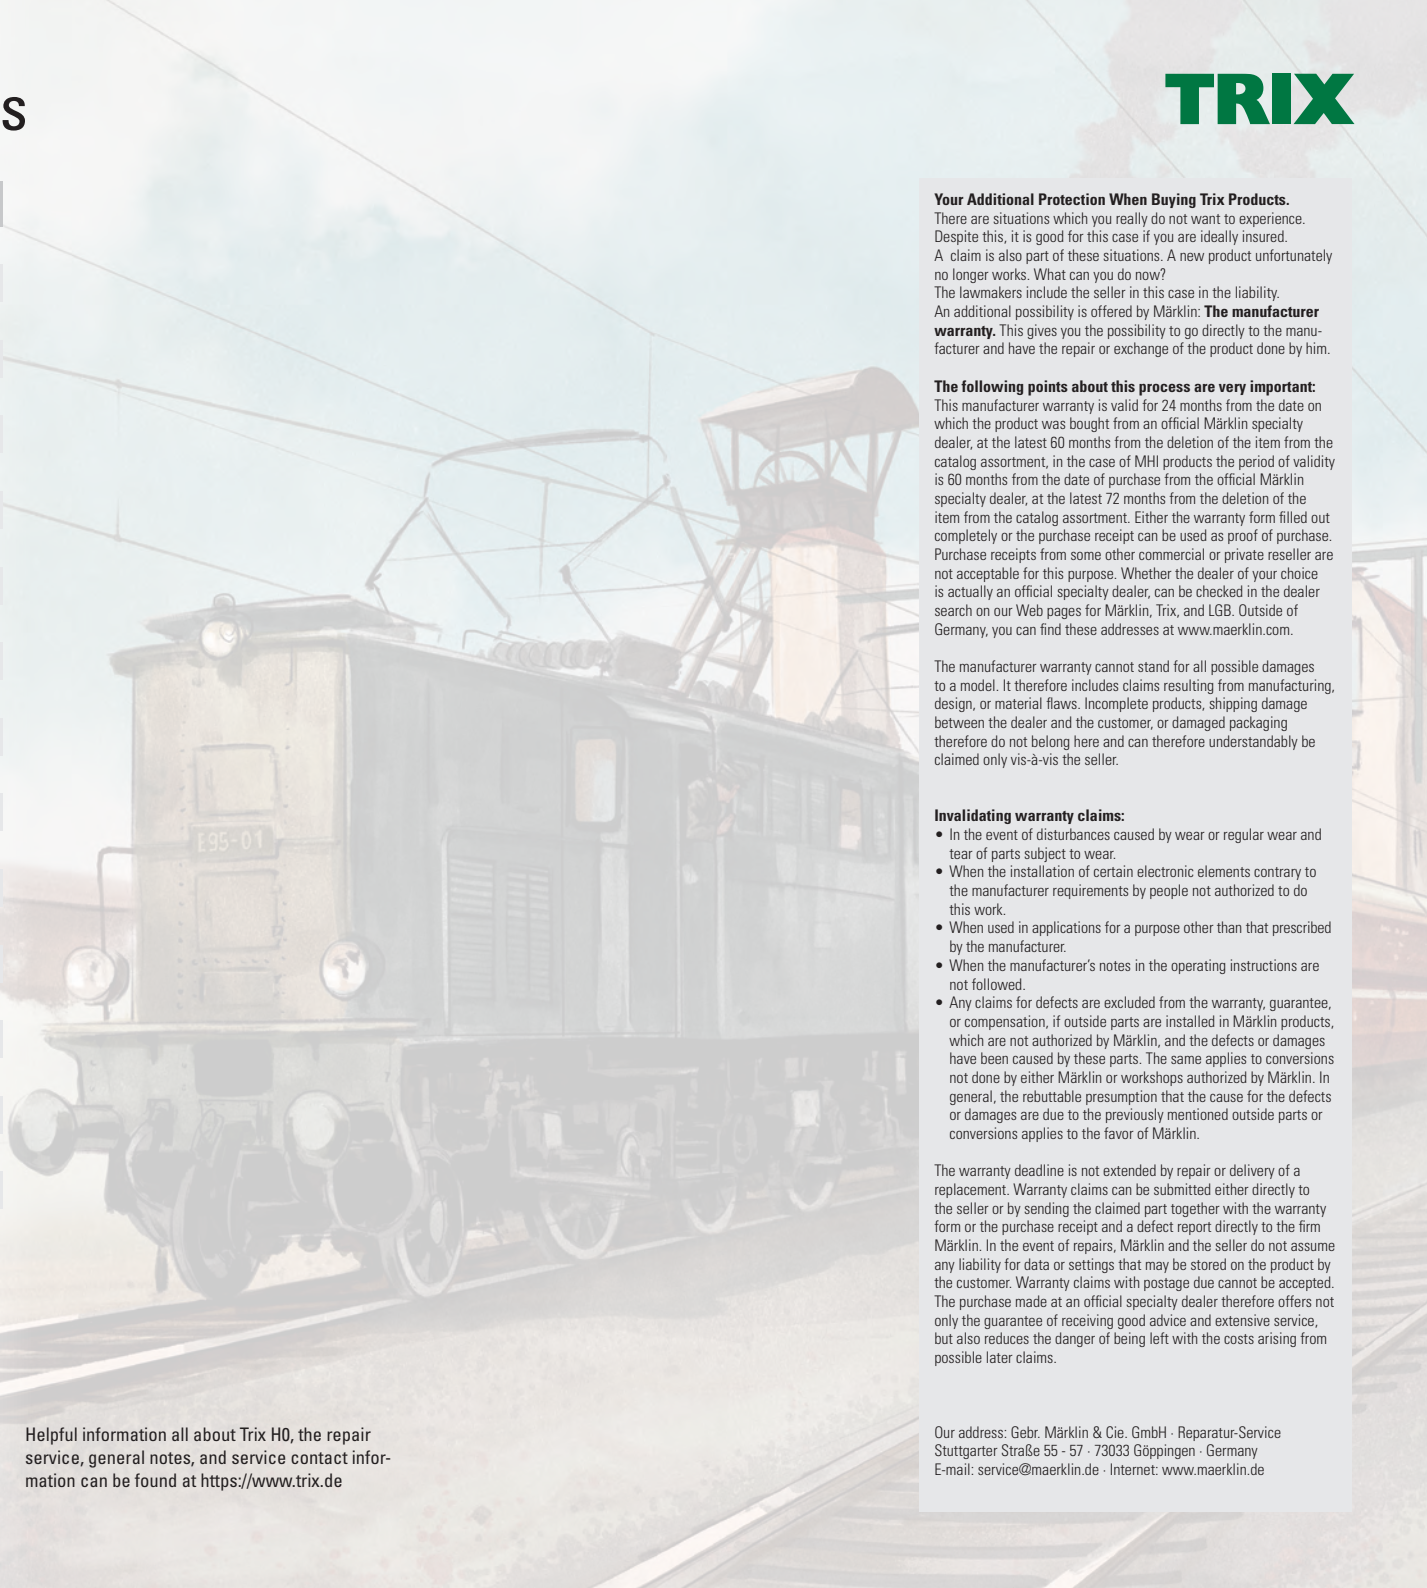 S
TRIX
Your Additional Protection When Buying Trix Products.
There are situations which you really do not want to experience.
Despite this, it is good for this case if you are ideally insured.
A  claim is also part of these situations. A new product unfortunately
no longer works. What can you do now?
The lawmakers include the seller in this case in the liability.
An additional possibility is offered by Märklin: The manufacturer
warranty. This gives you the possibility to go directly to the manu-
facturer and have the repair or exchange of the product done by him.
The following points about this process are very important:
This manufacturer warranty is valid for 24 months from the date on
which the product was bought from an official Märklin specialty
dealer, at the latest 60 months from the deletion of the item from the
catalog assortment, in the case of MHI products the period of validity
is 60 months from the date of purchase from the official Märklin
specialty dealer, at the latest 72 months from the deletion of the
item from the catalog assortment. Either the warranty form filled out
completely or the purchase receipt can be used as proof of purchase.
Purchase receipts from some other commercial or private reseller are
not acceptable for this purpose. Whether the dealer of your choice
is actually an official specialty dealer, can be checked in the dealer
search on our Web pages for Märklin, Trix, and LGB. Outside of
Germany, you can find these addresses at www.maerklin.com.
The manufacturer warranty cannot stand for all possible damages
to a model. It therefore includes claims resulting from manufacturing,
design, or material flaws. Incomplete products, shipping damage
between the dealer and the customer, or damaged packaging
therefore do not belong here and can therefore understandably be
claimed only vis-à-vis the seller.
Invalidating warranty claims:
• In the event of disturbances caused by wear or regular wear and
tear of parts subject to wear.
• When the installation of certain electronic elements contrary to
the manufacturer requirements by people not authorized to do
this work.
• When used in applications for a purpose other than that prescribed
by the manufacturer.
• When the manufacturer's notes in the operating instructions are
not followed.
• Any claims for defects are excluded from the warranty, guarantee,
or compensation, if outside parts are installed in Märklin products,
which are not authorized by Märklin, and the defects or damages
have been caused by these parts. The same applies to conversions
not done by either Märklin or workshops authorized by Märklin. In
general, the rebuttable presumption that the cause for the defects
or damages are due to the previously mentioned outside parts or
conversions applies to the favor of Märklin.
The warranty deadline is not extended by repair or delivery of a
replacement. Warranty claims can be submitted either directly to
the seller or by sending the claimed part together with the warranty
form or the purchase receipt and a defect report directly to the firm
Märklin. In the event of repairs, Märklin and the seller do not assume
any liability for data or settings that may be stored on the product by
the customer. Warranty claims with postage due cannot be accepted.
The purchase made at an official specialty dealer therefore offers not
only the guarantee of receiving good advice and extensive service,
but also reduces the danger of being left with the costs arising from
possible later claims.
Our address: Gebr. Märklin & Cie. GmbH · Reparatur-Service
Stuttgarter Straße 55 - 57 · 73033 Göppingen · Germany
E-mail: service@maerklin.de · Internet: www.maerklin.de
E95-01
Helpful information all about Trix H0, the repair
service, general notes, and service contact infor-
mation can be found at https://www.trix.de